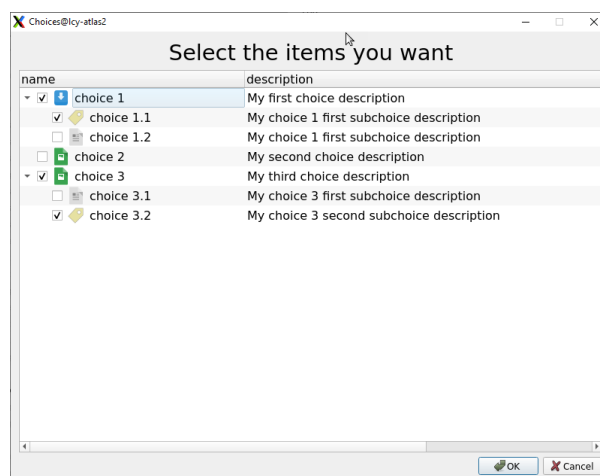 Choices@lcy-atlas2
Select the items you want
name description
choice 1 My first choice description
choice 1.1 My choice 1 first subchoice description
choice 1.2 My choice 1 first subchoice description
choice 2 My second choice description
choice 3 My third choice description
choice 3.1 My choice 3 first subchoice description
choice 3.2 My choice 3 second subchoice description
OK Cancel